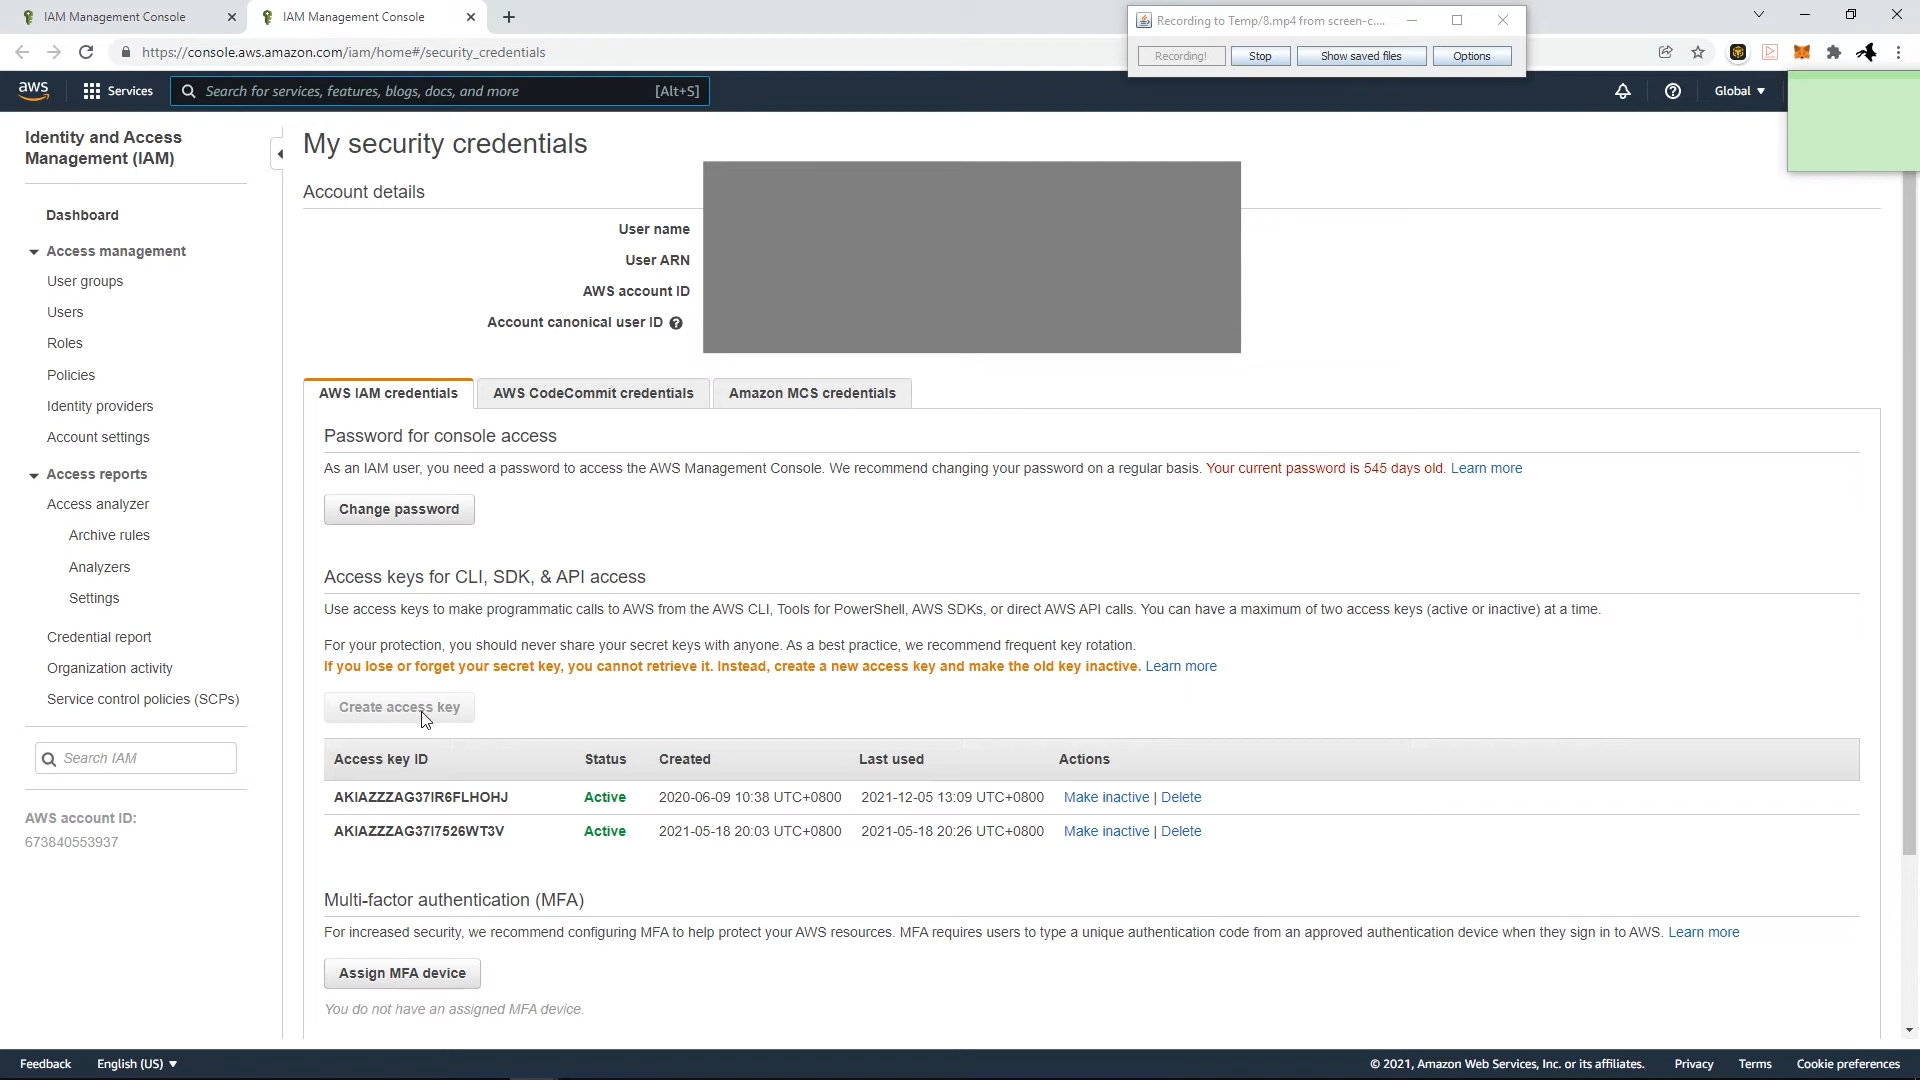 IAM Management Console
IAM Management Console
Recording to Temp/8.mp4 from screen-c....
https://console.aws.amazon.com/iam/home#/security_credentials
Recording!
Stop
Show saved files
Options
aws
Services
Search for services, features, blogs, docs, and more
[Alt+S]
Global
Identity and Access
Management (IAM)
Dashboard
Access management
User groups
Users
Roles
Policies
Identity providers
Account settings
Access reports
Access analyzer
Archive rules
Analyzers
Settings
Credential report
Organization activity
Service control policies (SCPs)
Search IAM
AWS account ID:
673840553937
My security credentials
Account details
User name
User ARN
AWS account ID
Account canonical user ID
AWS IAM credentials
AWS CodeCommit credentials
Amazon MCS credentials
Password for console access
As an IAM user, you need a password to access the AWS Management Console. We recommend changing your password on a regular basis. Your current password is 545 days old. Learn more
Change password
Access keys for CLI, SDK, & API access
Use access keys to make programmatic calls to AWS from the AWS CLI, Tools for PowerShell, AWS SDKs, or direct AWS API calls. You can have a maximum of two access keys (active or inactive) at a time.
For your protection, you should never share your secret keys with anyone. As a best practice, we recommend frequent key rotation.
If you lose or forget your secret key, you cannot retrieve it. Instead, create a new access key and make the old key inactive. Learn more
Create access key
Access key ID Status Created Last used Actions
AKIAZZZAG37IR6FLHOHJ Active 2020-06-09 10:38 UTC+0800 2021-12-05 13:09 UTC+0800 Make inactive | Delete
AKIAZZZAG37I7526WT3V Active 2021-05-18 20:03 UTC+0800 2021-05-18 20:26 UTC+0800 Make inactive | Delete
Multi-factor authentication (MFA)
For increased security, we recommend configuring MFA to help protect your AWS resources. MFA requires users to type a unique authentication code from an approved authentication device when they sign in to AWS. Learn more
Assign MFA device
You do not have an assigned MFA device.
Feedback
English (US)
© 2021, Amazon Web Services, Inc. or its affiliates.
Privacy
Terms
Cookie preferences